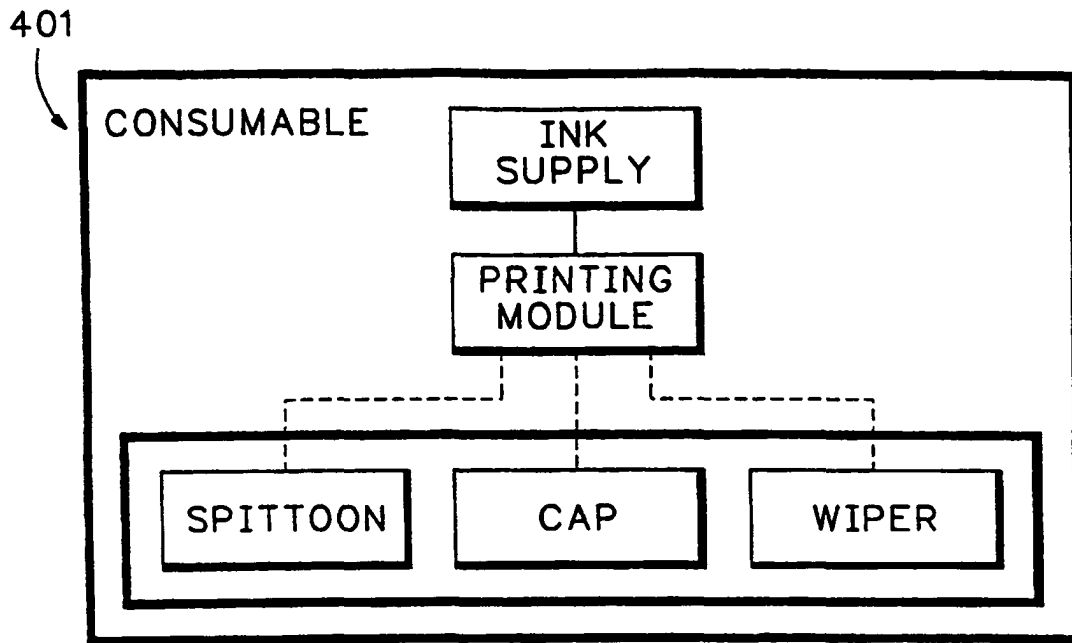 401
CONSUMABLE
INK
SUPPLY
PRINTING
MODULE
SPITTOON
CAP
WIPER